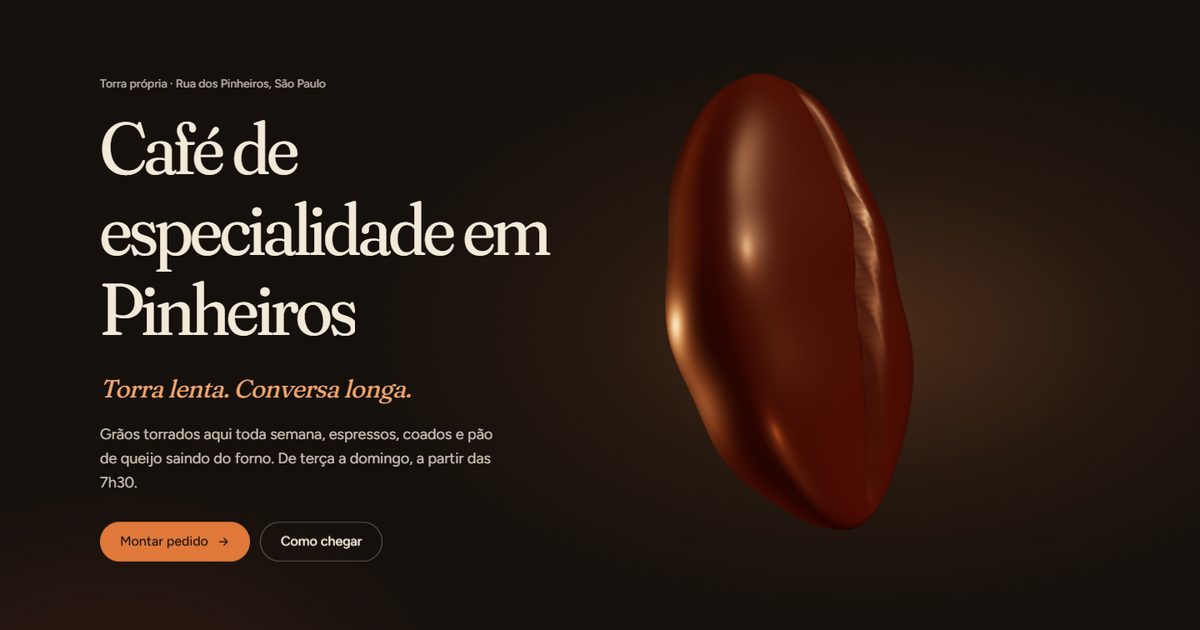 Torra própria · Rua dos Pinheiros, São Paulo
Café de
especialidade em
Pinheiros
Torra lenta. Conversa longa.
Grãos torrados aqui toda semana, espressos, coados e pão
de queijo saindo do forno. De terça a domingo, a partir das
7h30.
Montar pedido →
Como chegar